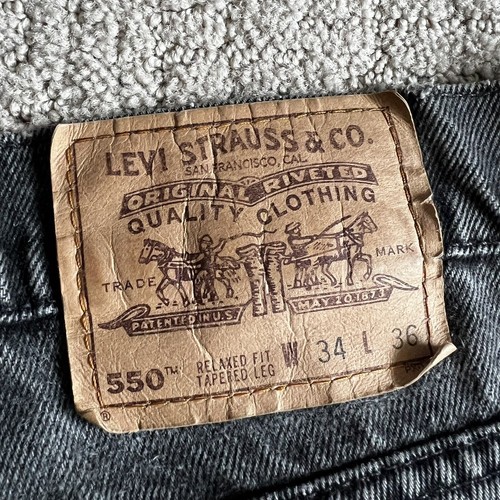 LEVI STRAUSS & CO.
SAN FRANCISCO, CAL.
ORIGINAL RIVETED
QUALITY CLOTHING
TRADE MARK
PATENTED IN U.S. MAY 20, 1873
550™ RELAXED FIT W 34 L 36
TAPERED LEG
®